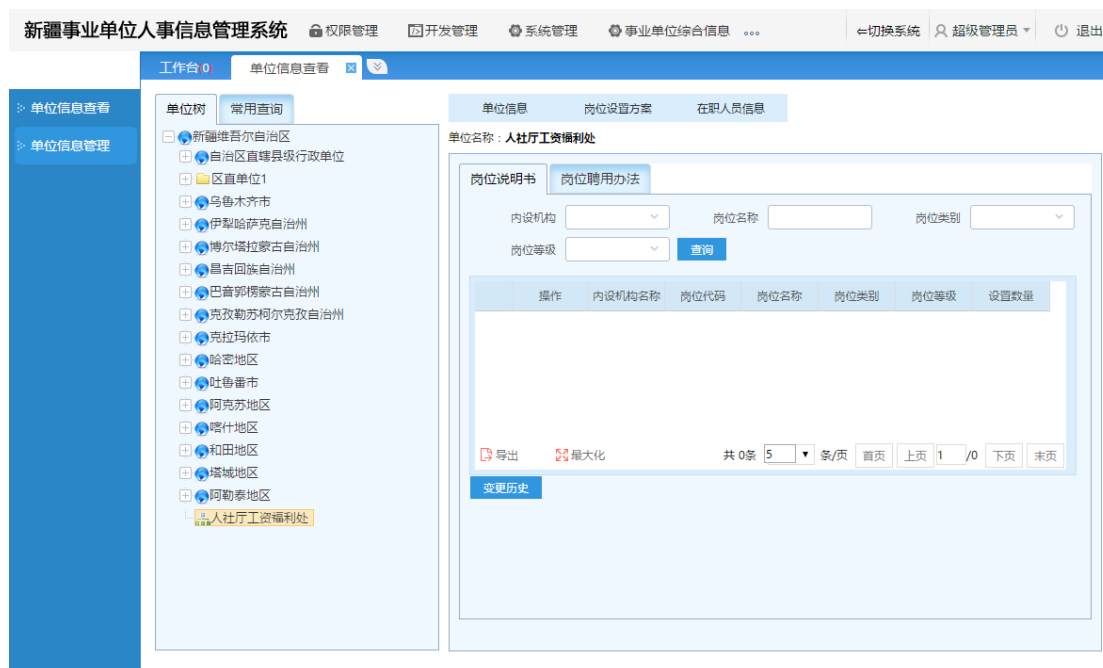 新疆事业单位人事信息管理系统 权限管理 开发管理 系统管理 事业单位综合信息 ⇐切换系统 超级管理员 退出
工作台(0) 单位信息查看
单位信息查看
单位信息管理
单位树 常用查询
新疆维吾尔自治区
自治区直辖县级行政单位
区直单位1
乌鲁木齐市
伊犁哈萨克自治州
博尔塔拉蒙古自治州
昌吉回族自治州
巴音郭楞蒙古自治州
克孜勒苏柯尔克孜自治州
克拉玛依市
哈密地区
吐鲁番市
阿克苏地区
喀什地区
和田地区
塔城地区
阿勒泰地区
人社厅工资福利处
单位信息 岗位设置方案 在职人员信息
单位名称：人社厅工资福利处
岗位说明书 岗位聘用办法
内设机构 岗位名称 岗位类别
岗位等级 查询
操作 内设机构名称 岗位代码 岗位名称 岗位类别 岗位等级 设置数量
导出 最大化 共 0条 5 条/页 首页 上页 1 /0 下页 末页
变更历史